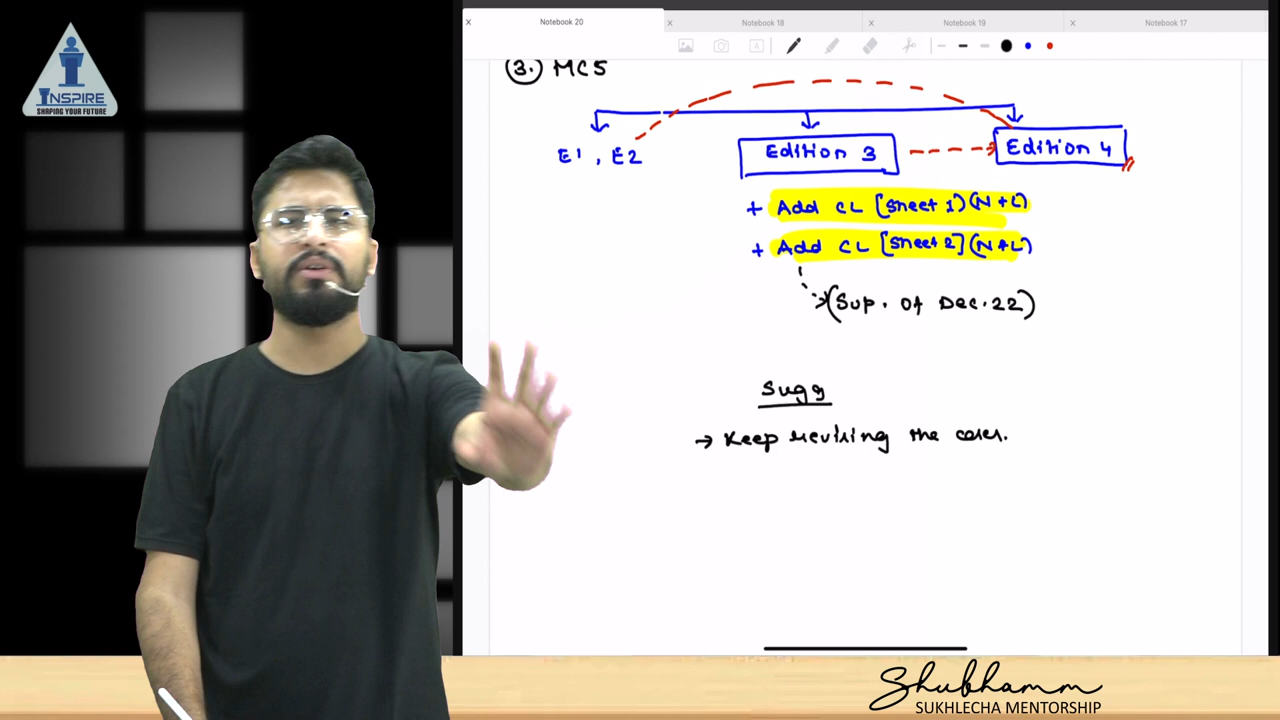 Notebook 20
Notebook 18
Notebook 19
Notebook 17
INSPIRE
SHAPING YOUR FUTURE
(3.) MCS
E1, E2
Edition 3
Edition 4
+ Add CL [Sheet 1)(N+L)
+ Add CL [Sheet 2](N+L)
(Sup. Of Dec. 22)
Sugg
→ Keep revising the cases.
Shubhamm
SUKHLECHA MENTORSHIP